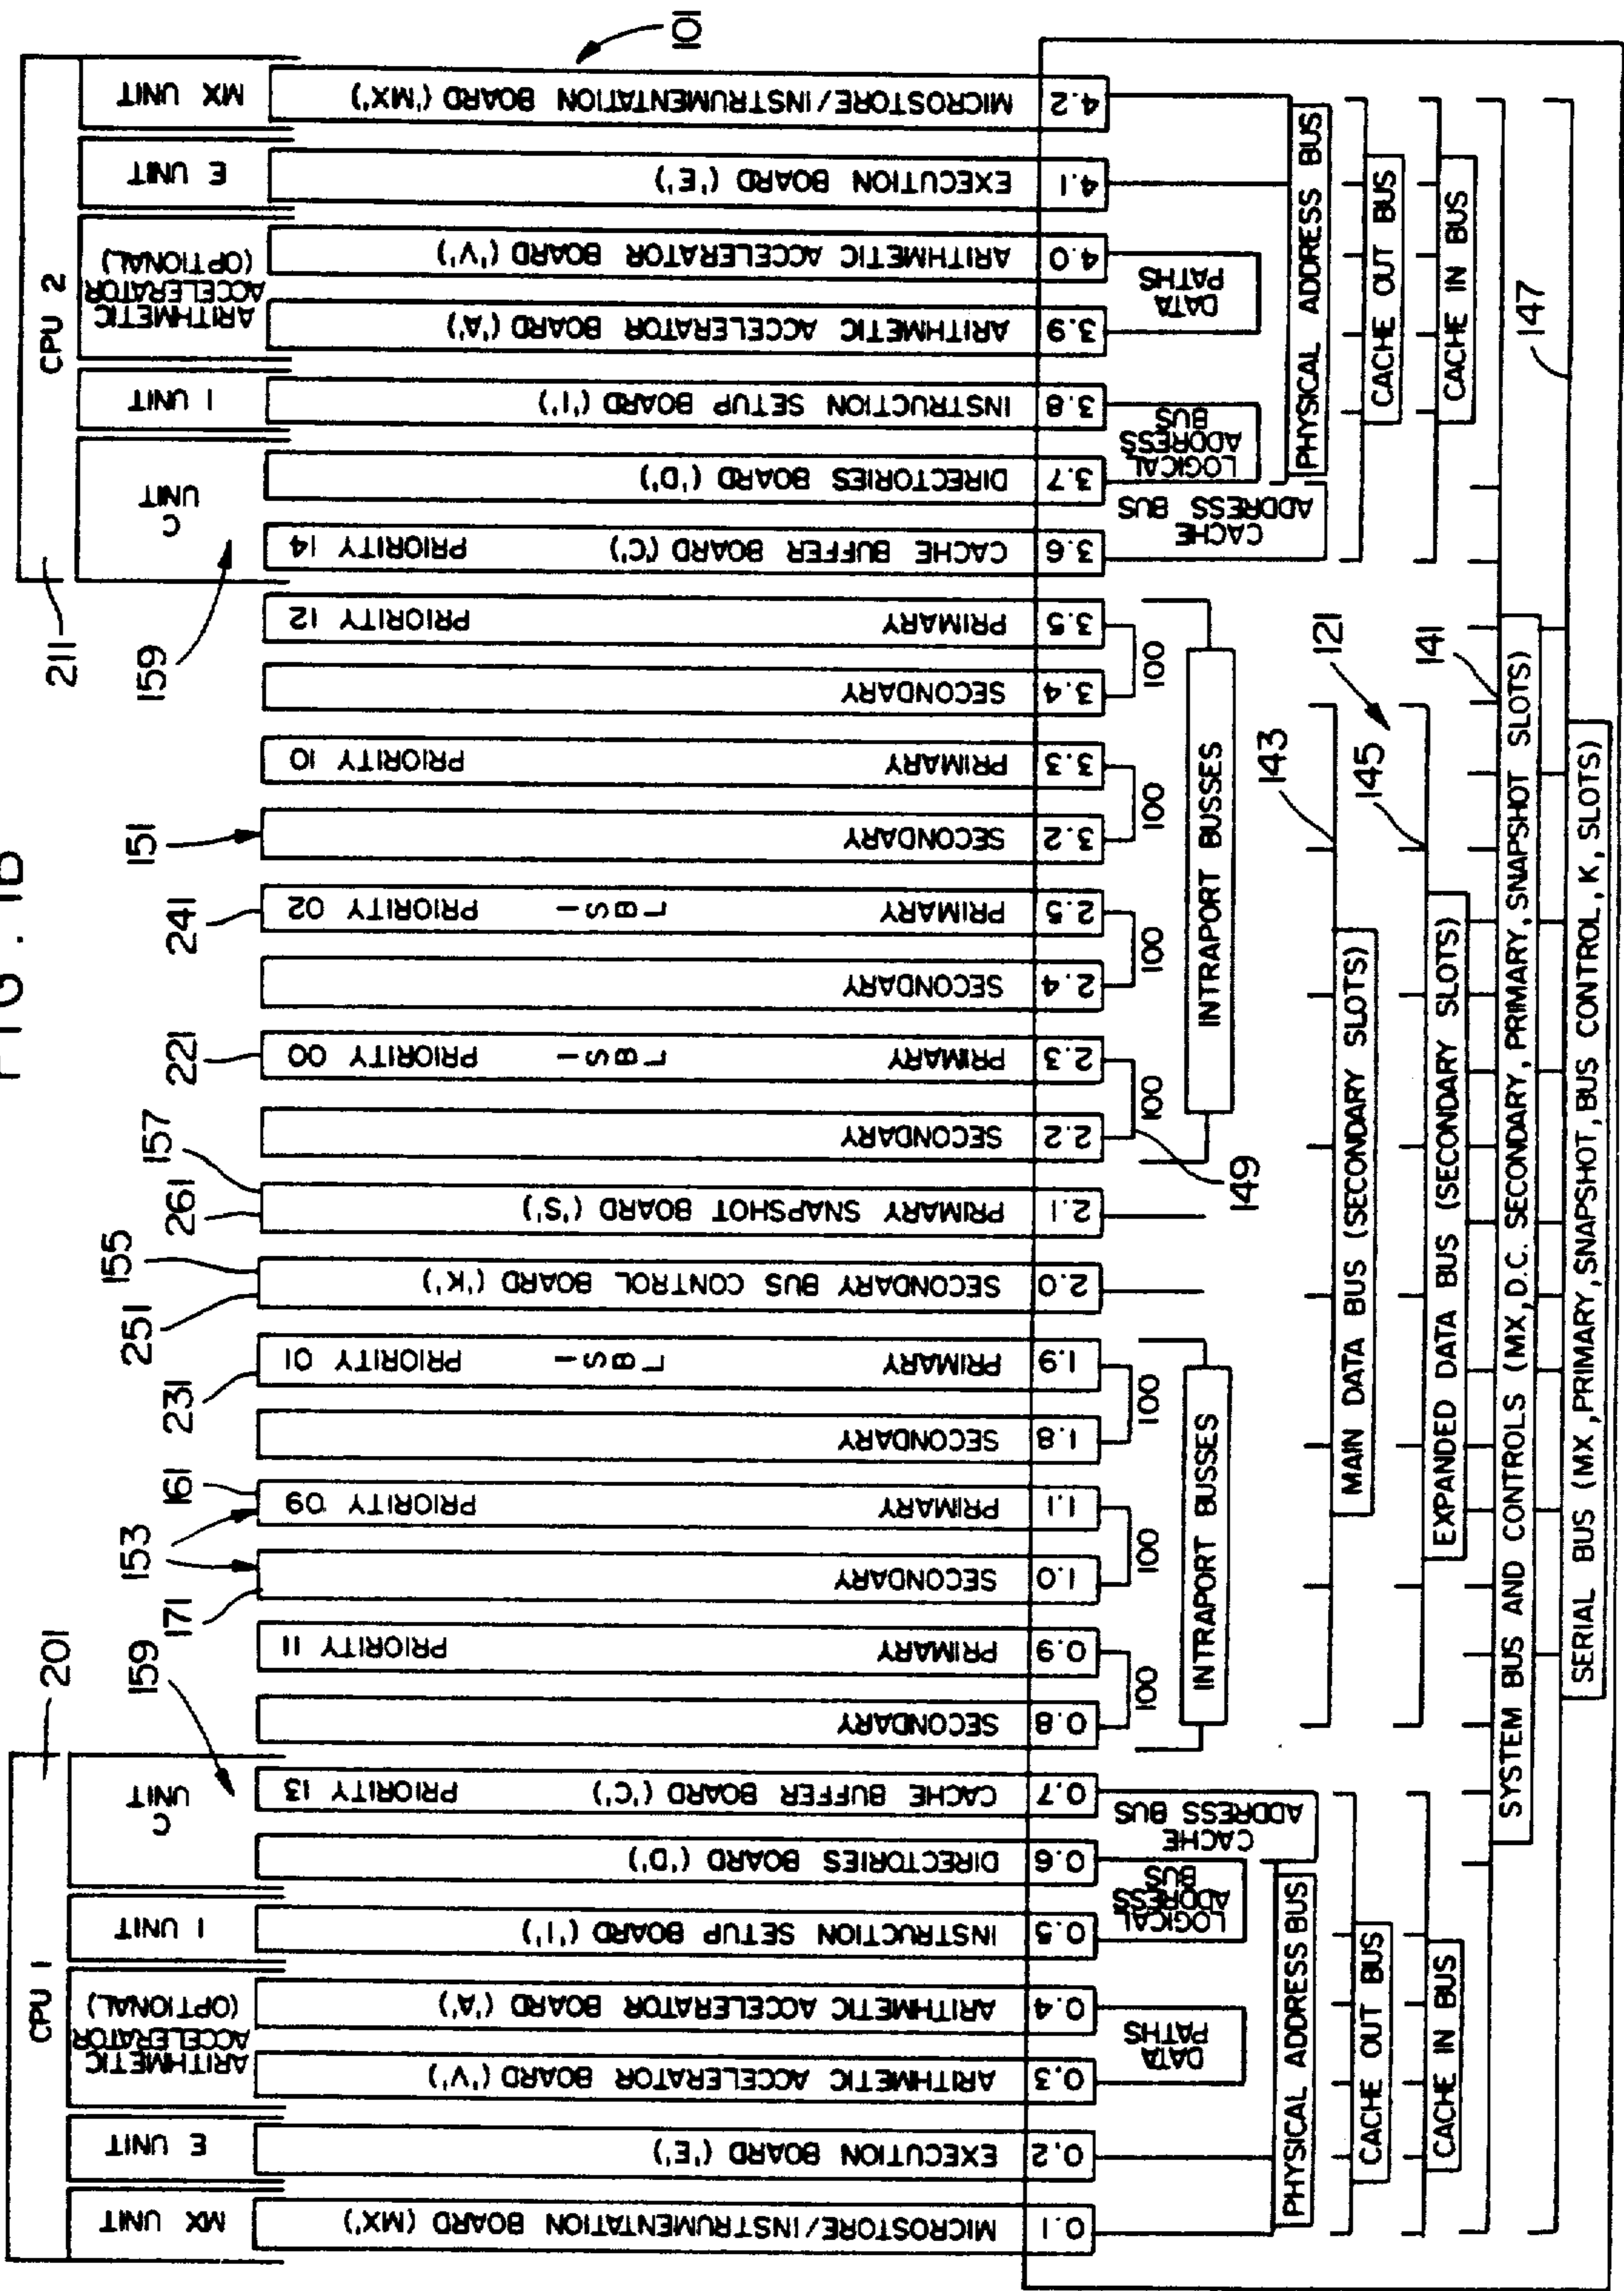 FIG. 1B
CPU 1
201
CPU 2
211
101
MX UNIT
E UNIT
ARITHMETIC
ACCELERATOR
(OPTIONAL)
I UNIT
C
UNIT
159
C
UNIT
159
I UNIT
ARITHMETIC
ACCELERATOR
(OPTIONAL)
E UNIT
MX UNIT
171
153
161
231
251
155
261
157
221
241
151
MICROSTORE/INSTRUMENTATION BOARD (MX')
0.1
EXECUTION BOARD ('E')
0.2
ARITHMETIC ACCELERATOR BOARD ('V')
0.3
ARITHMETIC ACCELERATOR BOARD ('A')
0.4
INSTRUCTION SETUP BOARD ('I')
0.5
DIRECTORIES BOARD ('D')
0.6
CACHE BUFFER BOARD ('C') PRIORITY 13
0.7
SECONDARY
0.8
PRIMARY PRIORITY 11
0.9
SECONDARY
1.0
PRIMARY PRIORITY 09
1.1
SECONDARY
1.8
PRIMARY LBSI PRIORITY 01
1.9
SECONDARY BUS CONTROL BOARD ('K')
2.0
PRIMARY SNAPSHOT BOARD ('S')
2.1
SECONDARY
2.2
PRIMARY LBSI PRIORITY 00
2.3
SECONDARY
2.4
PRIMARY LBSI PRIORITY 02
2.5
SECONDARY
3.2
PRIMARY PRIORITY 10
3.3
SECONDARY
3.4
PRIMARY PRIORITY 12
3.5
CACHE BUFFER BOARD ('C') PRIORITY 14
3.6
DIRECTORIES BOARD ('D')
3.7
INSTRUCTION SETUP BOARD ('I')
3.8
ARITHMETIC ACCELERATOR BOARD ('A')
3.9
ARITHMETIC ACCELERATOR BOARD ('V')
4.0
EXECUTION BOARD ('E')
4.1
MICROSTORE/INSTRUMENTATION BOARD ('MX')
4.2
DATA
PATHS
LOGICAL
ADDRESS
BUS
CACHE
ADDRESS BUS
100
100
100
100
100
100
100
149
CACHE
ADDRESS BUS
LOGICAL
ADDRESS
BUS
DATA
PATHS
INTRAPORT BUSSES
INTRAPORT BUSSES
PHYSICAL ADDRESS BUS
PHYSICAL ADDRESS BUS
CACHE OUT BUS
CACHE OUT BUS
CACHE IN BUS
CACHE IN BUS
143
MAIN DATA BUS (SECONDARY SLOTS)
145
121
EXPANDED DATA BUS (SECONDARY SLOTS)
141
SYSTEM BUS AND CONTROLS (MX, D.C. SECONDARY, PRIMARY, SNAPSHOT SLOTS)
147
SERIAL BUS (MX, PRIMARY, SNAPSHOT, BUS CONTROL, K, SLOTS)